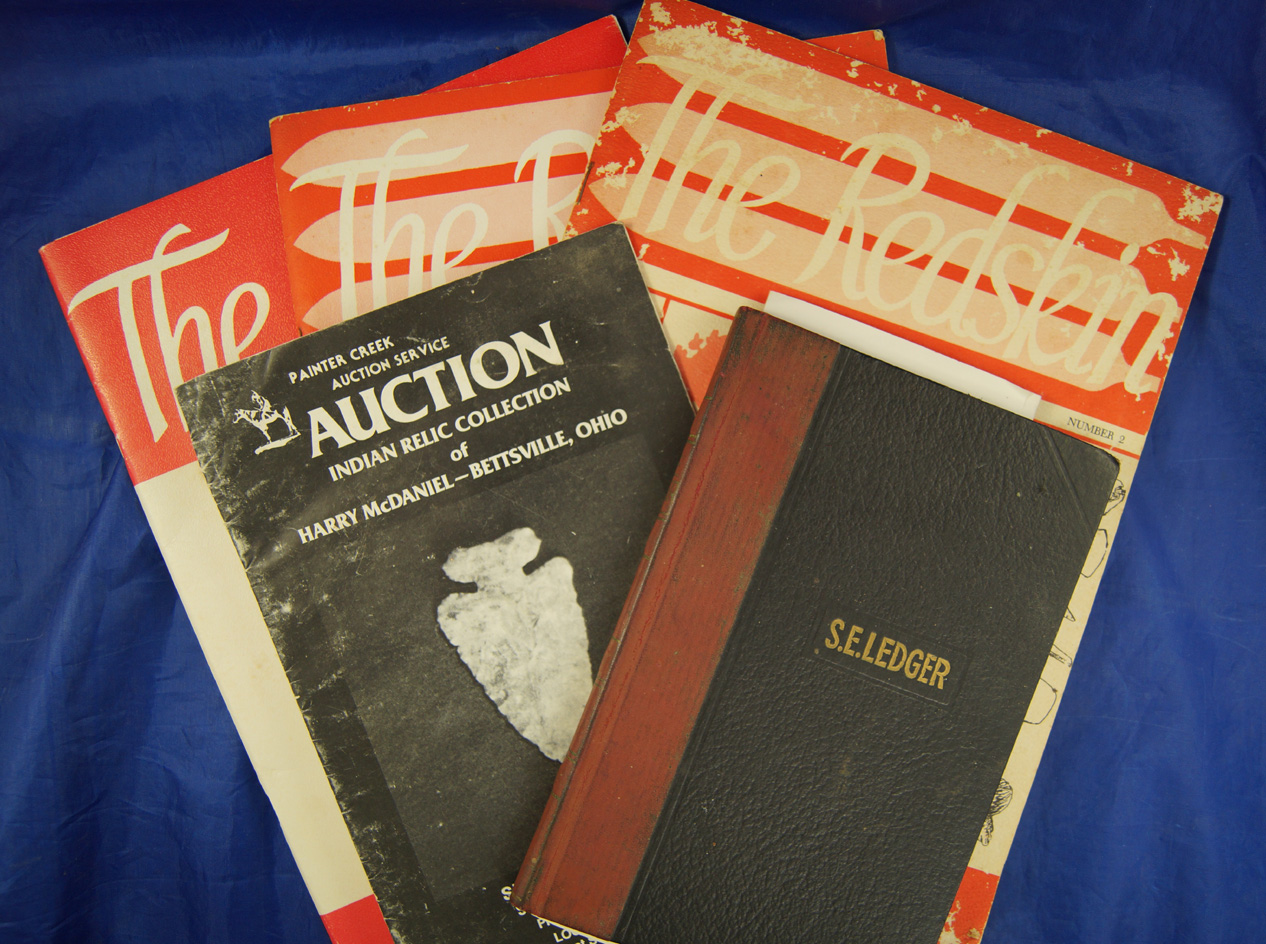 The
The R
The Redskin
NUMBER 2
PAINTER CREEK
AUCTION SERVICE
AUCTION
INDIAN RELIC COLLECTION
of
HARRY McDANIEL—BETTSVILLE, OHIO
S.E.LEDGER